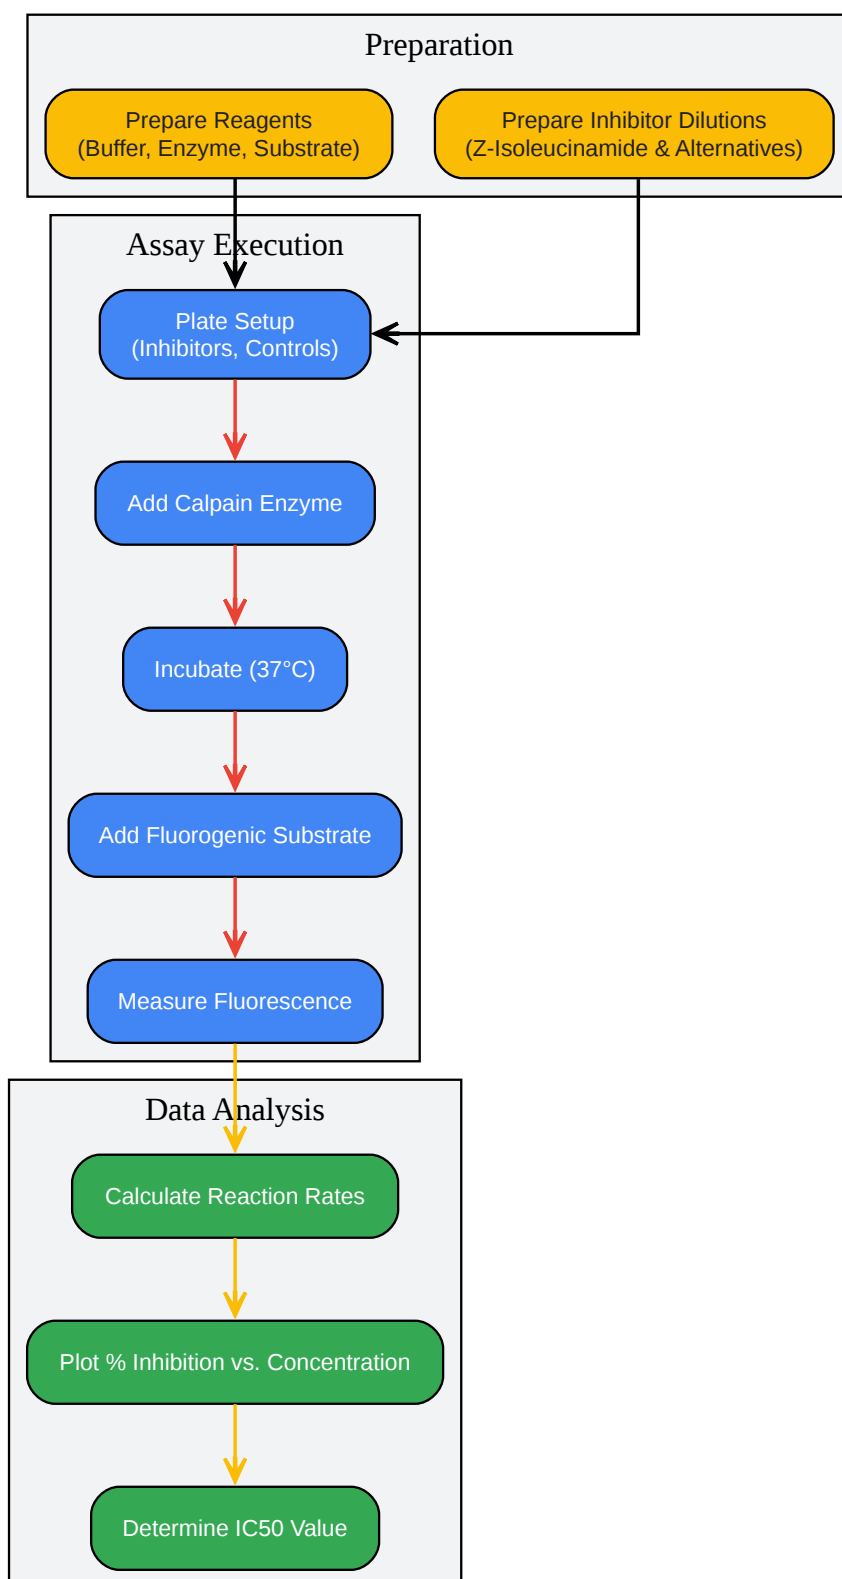 Preparation
Prepare Reagents
(Buffer, Enzyme, Substrate)
Prepare Inhibitor Dilutions
(Z-Isoleucinamide & Alternatives)
Assay Execution
Plate Setup
(Inhibitors, Controls)
Add Calpain Enzyme
Incubate (37°C)
Add Fluorogenic Substrate
Measure Fluorescence
Data Analysis
Calculate Reaction Rates
Plot % Inhibition vs. Concentration
Determine IC50 Value